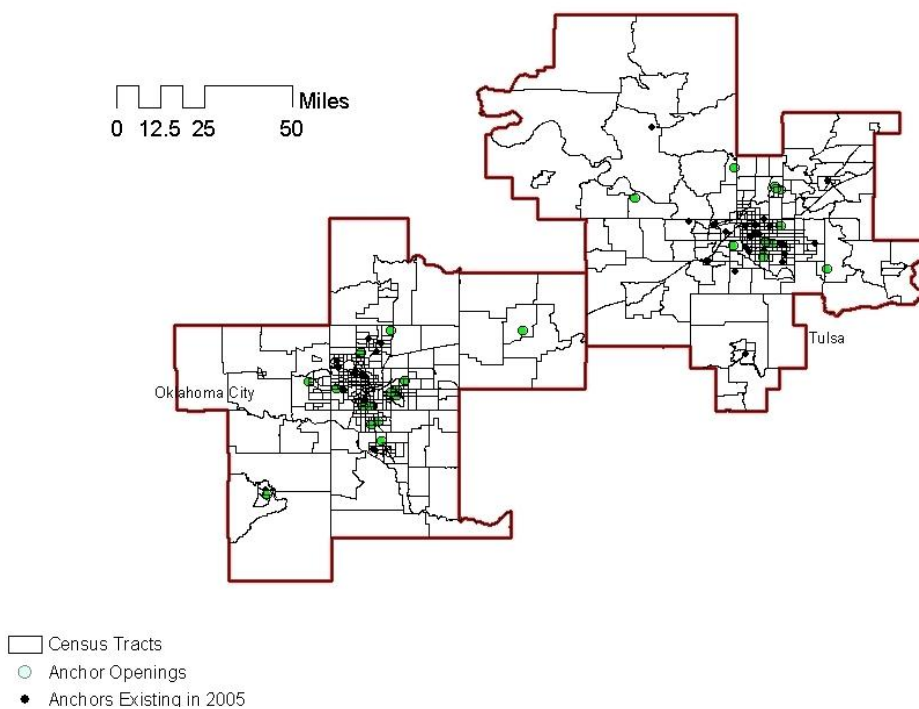 Miles
0 12.5 25 50
Tulsa
Oklahoma City
Census Tracts
Anchor Openings
Anchors Existing in 2005